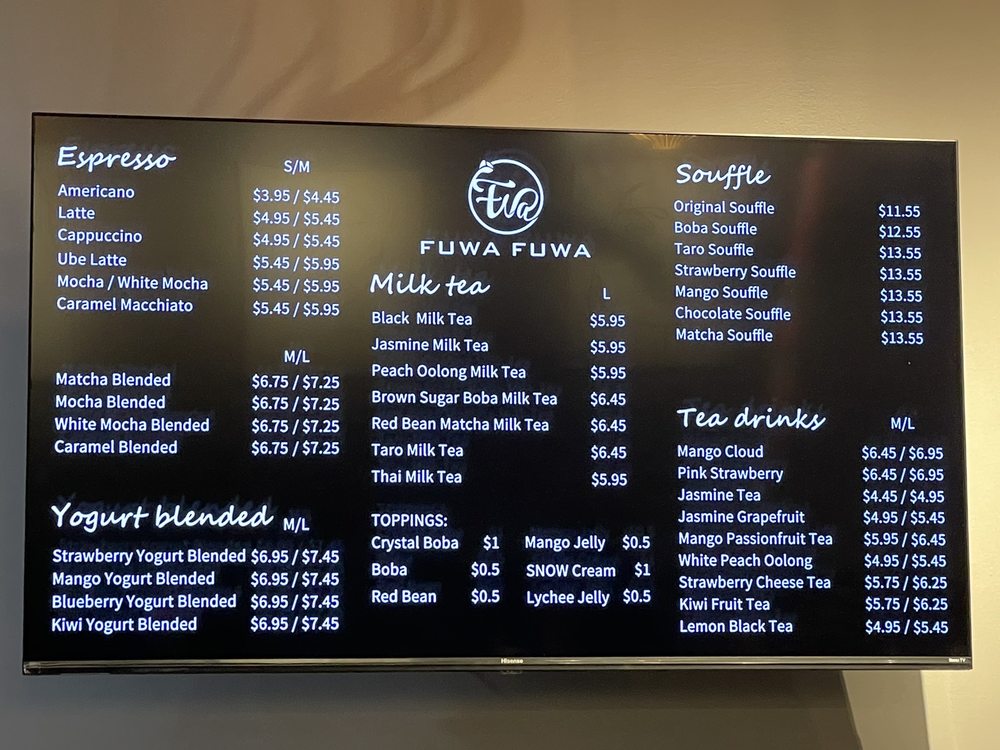 Espresso S/M
Americano $3.95 / $4.45
Latte $4.95 / $5.45
Cappuccino $4.95 / $5.45
Ube Latte $5.45 / $5.95
Mocha / White Mocha $5.45 / $5.95
Caramel Macchiato $5.45 / $5.95
M/L
Matcha Blended $6.75 / $7.25
Mocha Blended $6.75 / $7.25
White Mocha Blended $6.75 / $7.25
Caramel Blended $6.75 / $7.25
Yogurt blended M/L
Strawberry Yogurt Blended $6.95 / $7.45
Mango Yogurt Blended $6.95 / $7.45
Blueberry Yogurt Blended $6.95 / $7.45
Kiwi Yogurt Blended $6.95 / $7.45
Fwa
FUWA FUWA
Milk tea L
Black Milk Tea $5.95
Jasmine Milk Tea $5.95
Peach Oolong Milk Tea $5.95
Brown Sugar Boba Milk Tea $6.45
Red Bean Matcha Milk Tea $6.45
Taro Milk Tea $6.45
Thai Milk Tea $5.95
TOPPINGS:
Crystal Boba $1 Mango Jelly $0.5
Boba $0.5 SNOW Cream $1
Red Bean $0.5 Lychee Jelly $0.5
Souffle
Original Souffle $11.55
Boba Souffle $12.55
Taro Souffle $13.55
Strawberry Souffle $13.55
Mango Souffle $13.55
Chocolate Souffle $13.55
Matcha Souffle $13.55
Tea drinks M/L
Mango Cloud $6.45 / $6.95
Pink Strawberry $6.45 / $6.95
Jasmine Tea $4.45 / $4.95
Jasmine Grapefruit $4.95 / $5.45
Mango Passionfruit Tea $5.95 / $6.45
White Peach Oolong $4.95 / $5.45
Strawberry Cheese Tea $5.75 / $6.25
Kiwi Fruit Tea $5.75 / $6.25
Lemon Black Tea $4.95 / $5.45
Hisense
Roku TV